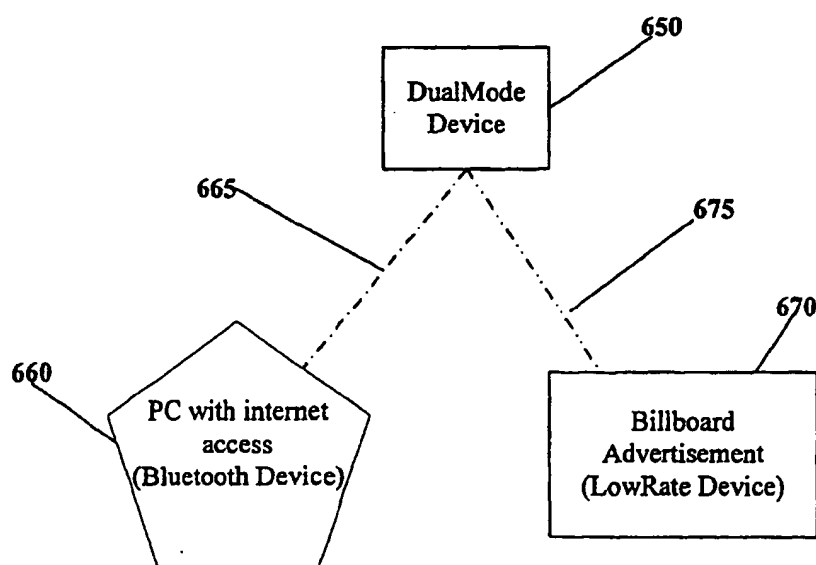 650
DualMode
Device
665
675
670
660
PC with internet
access
(Bluetooth Device)
Billboard
Advertisement
(LowRate Device)